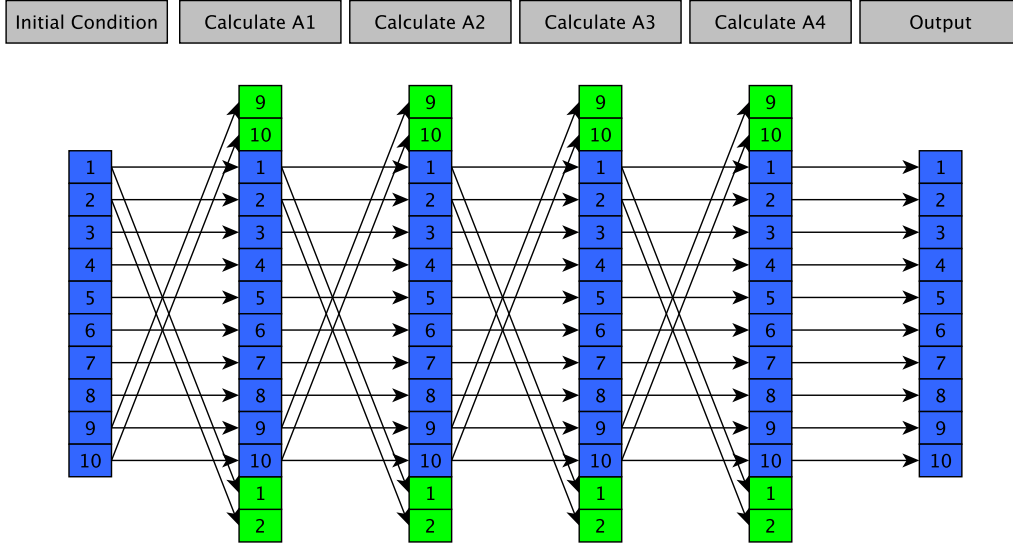 Initial Condition Calculate A1 Calculate A2 Calculate A3 Calculate A4 Output
9 9 9 9
10 10 10 10
1 1 1 1 1 1
2 2 2 2 2 2
3 3 3 3 3 3
4 4 4 4 4 4
5 5 5 5 5 5
6 6 6 6 6 6
7 7 7 7 7 7
8 8 8 8 8 8
9 9 9 9 9 9
10 10 10 10 10 10
1 1 1 1
2 2 2 2